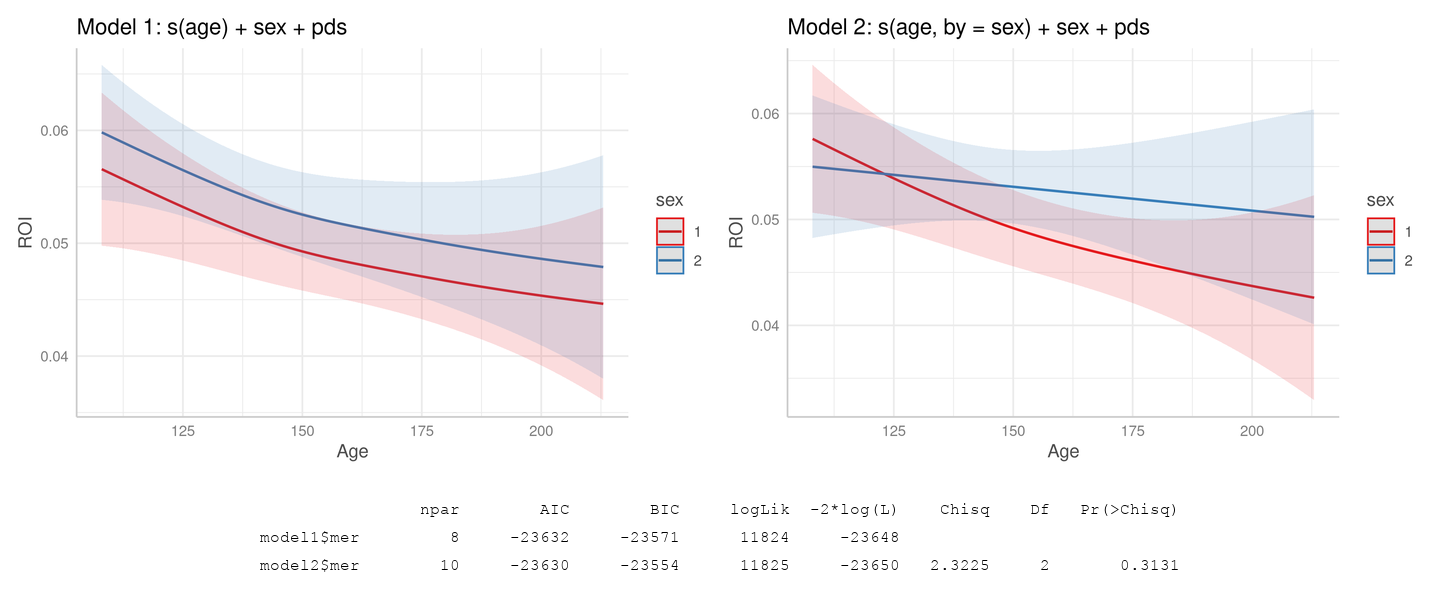 Model 1: s(age) + sex + pds
0.06
0.05
0.04
ROI
125 150 175 200
Age
sex
1
2
Model 2: s(age, by = sex) + sex + pds
0.06
0.05
0.04
ROI
125 150 175 200
Age
sex
1
2
npar AIC BIC logLik -2*log(L) Chisq Df Pr(>Chisq)
model1$mer 8 -23632 -23571 11824 -23648
model2$mer 10 -23630 -23554 11825 -23650 2.3225 2 0.3131